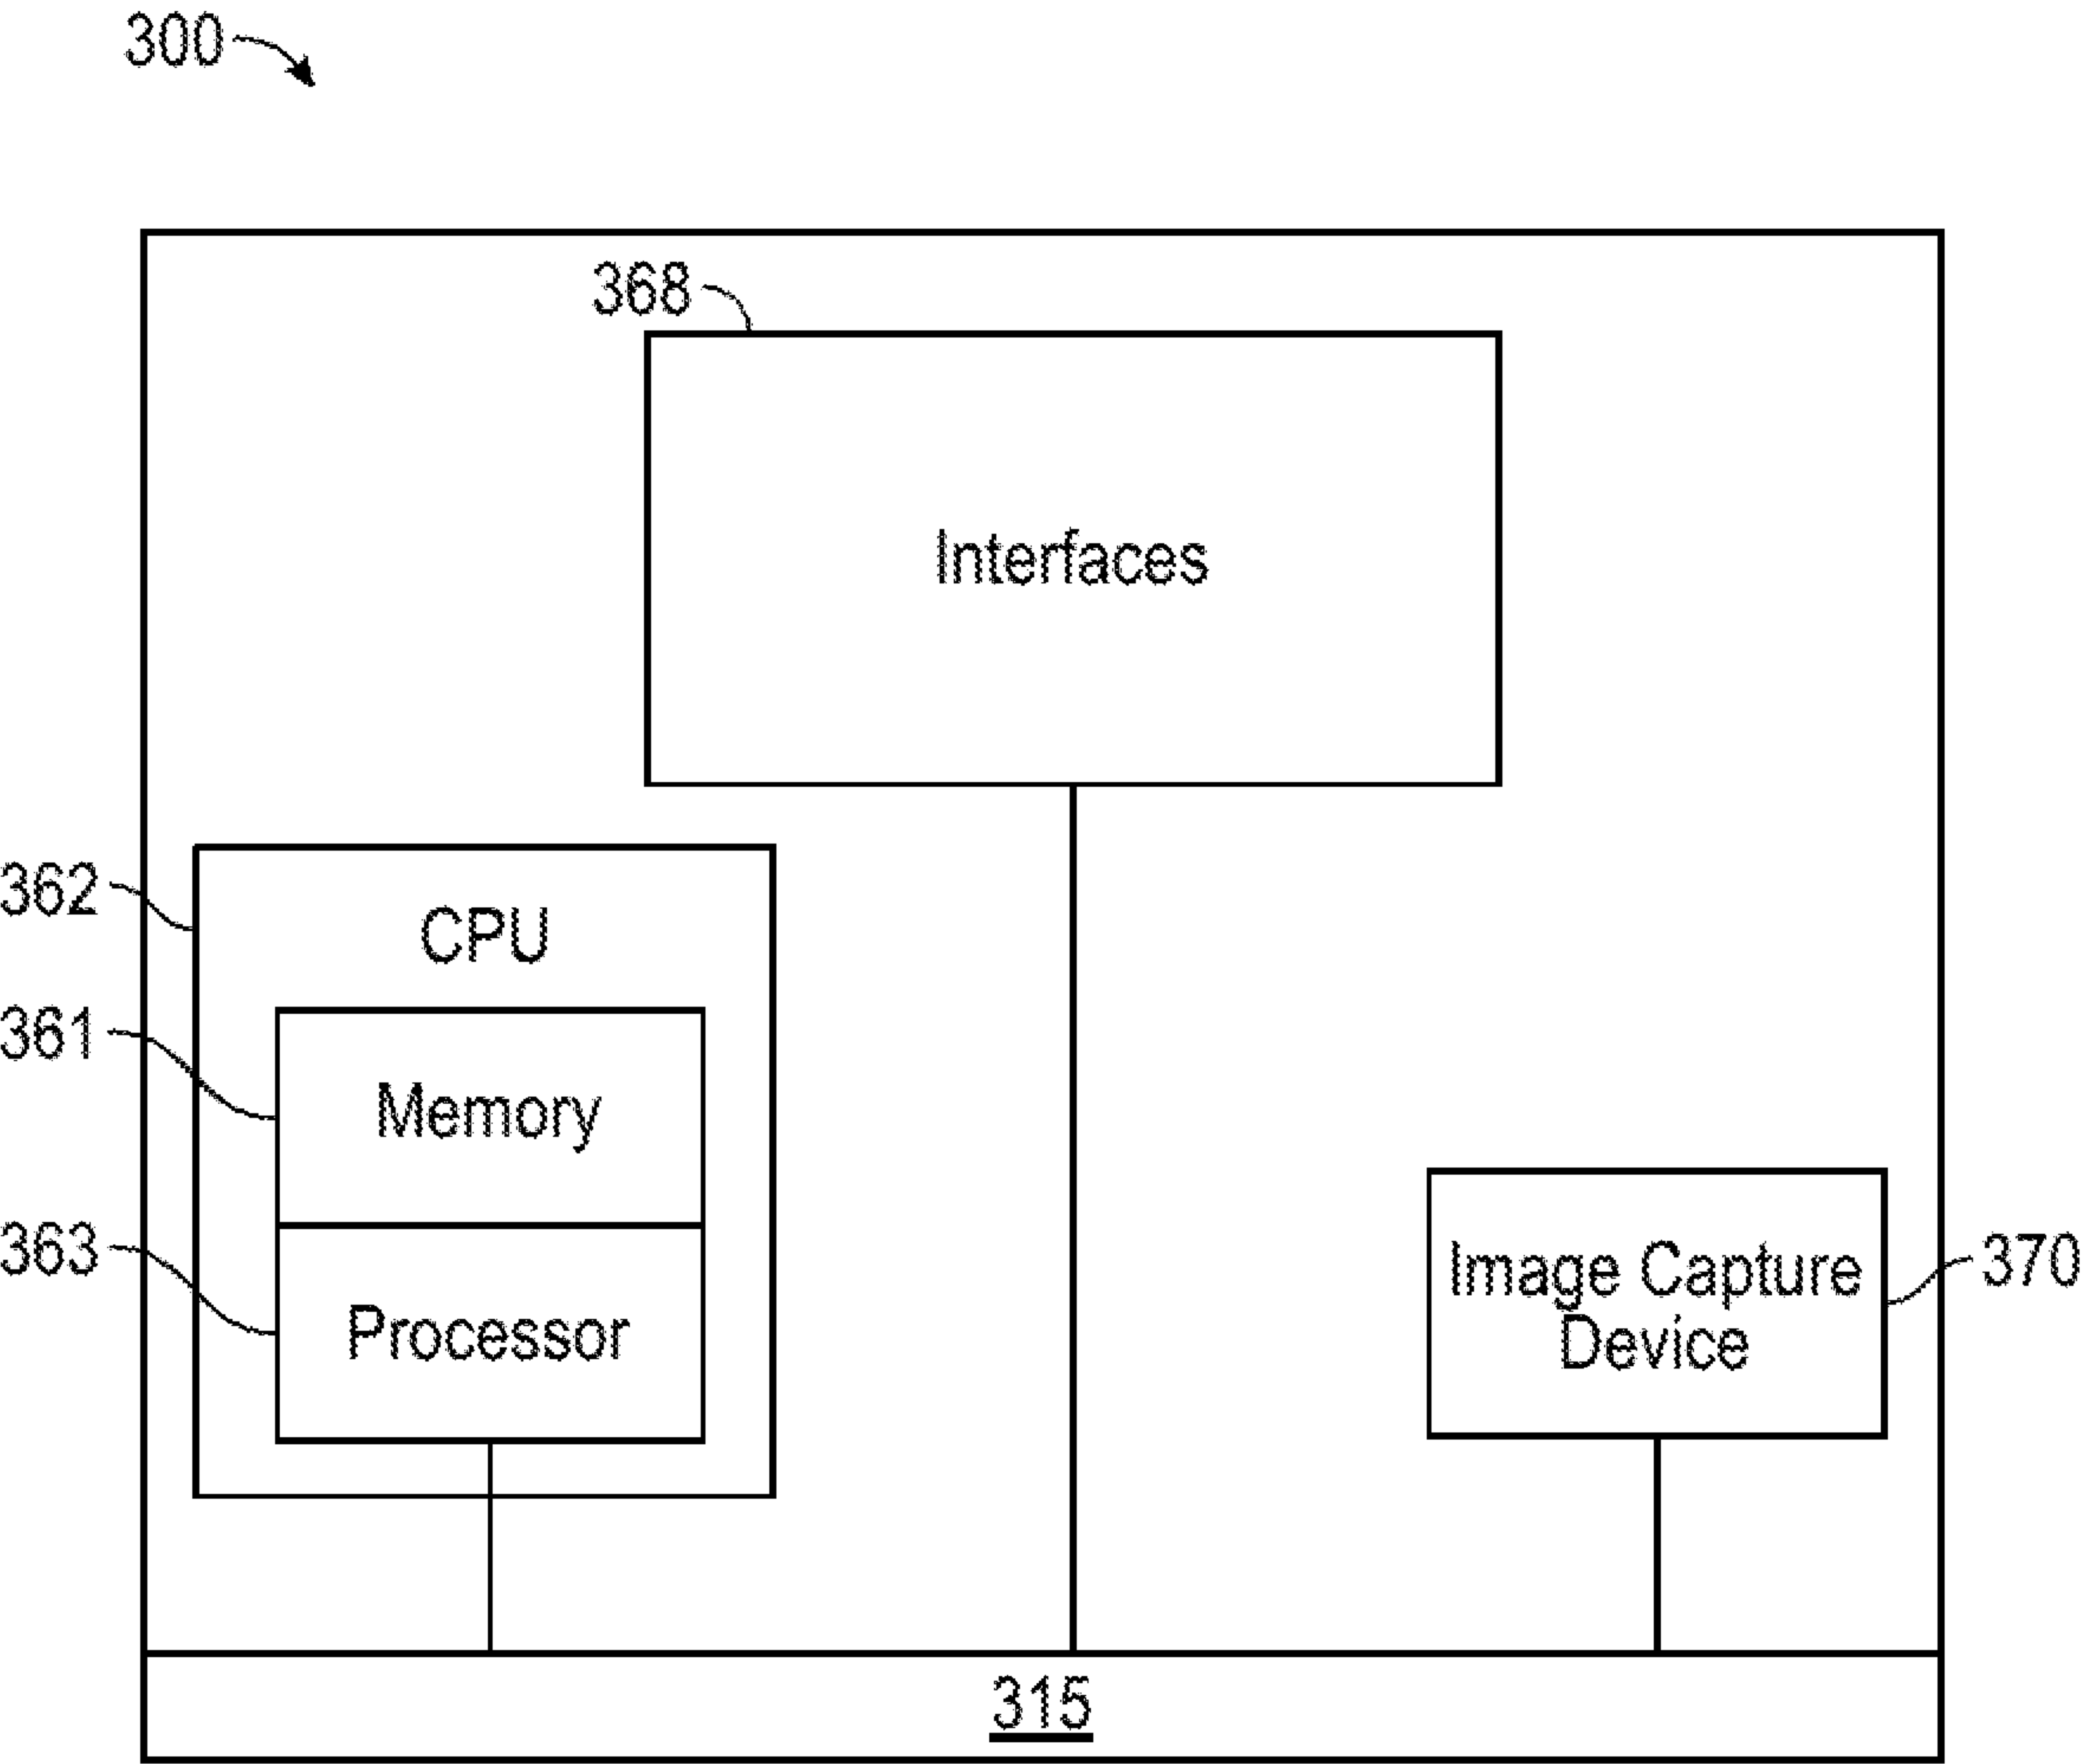 300
368
Interfaces
362
CPU
361
Memory
363
Processor
Image Capture
Device
370
315